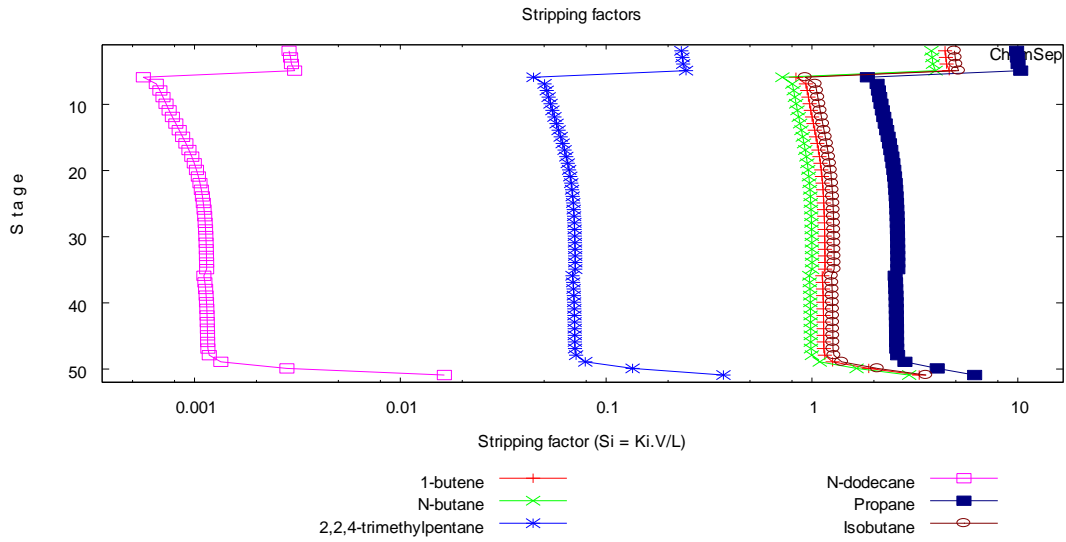 Stripping factors
ChemSep
10
20
30
40
50
Stage
0.001 0.01 0.1 1 10
Stripping factor (Si = Ki.V/L)
1-butene
N-butane
2,2,4-trimethylpentane
N-dodecane
Propane
Isobutane